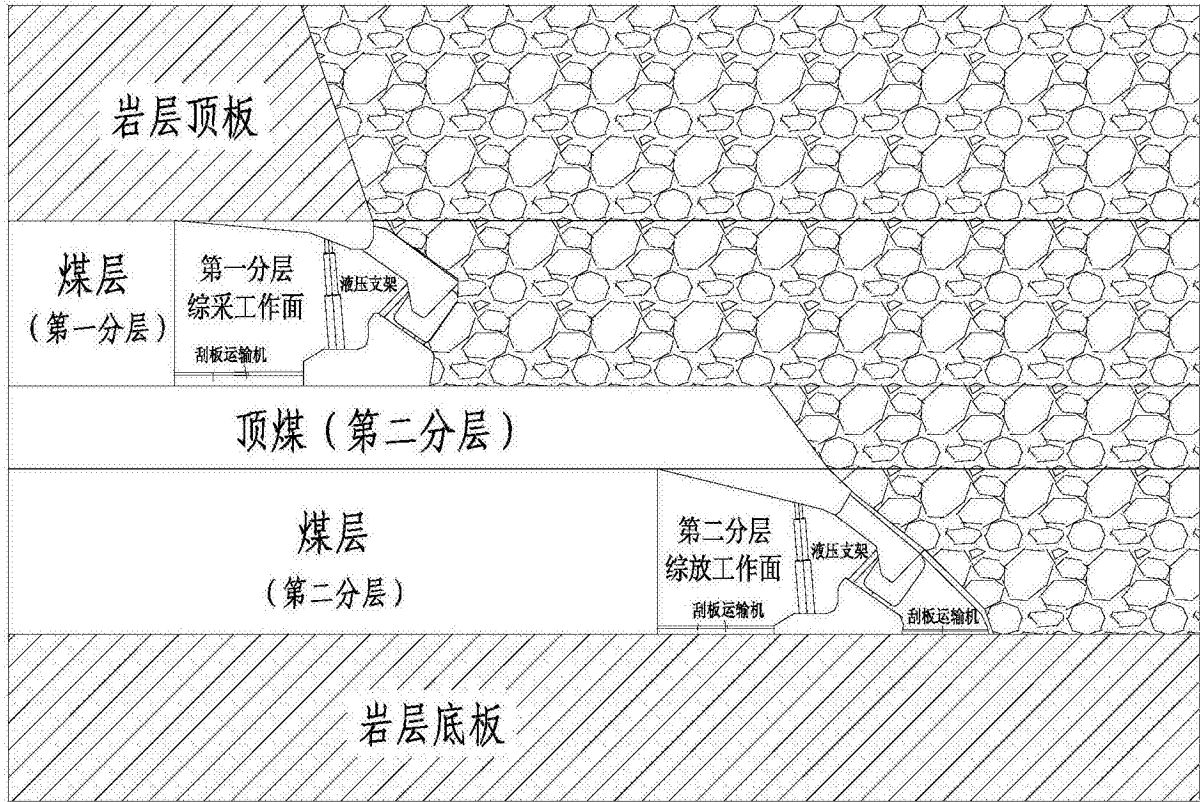 岩层顶板
煤层
（第一分层）
第一分层
综采工作面
液压支架
刮板运输机
顶煤（第二分层）
煤层
（第二分层）
第二分层
综放工作面
液压支架
刮板运输机
刮板运输机
岩层底板